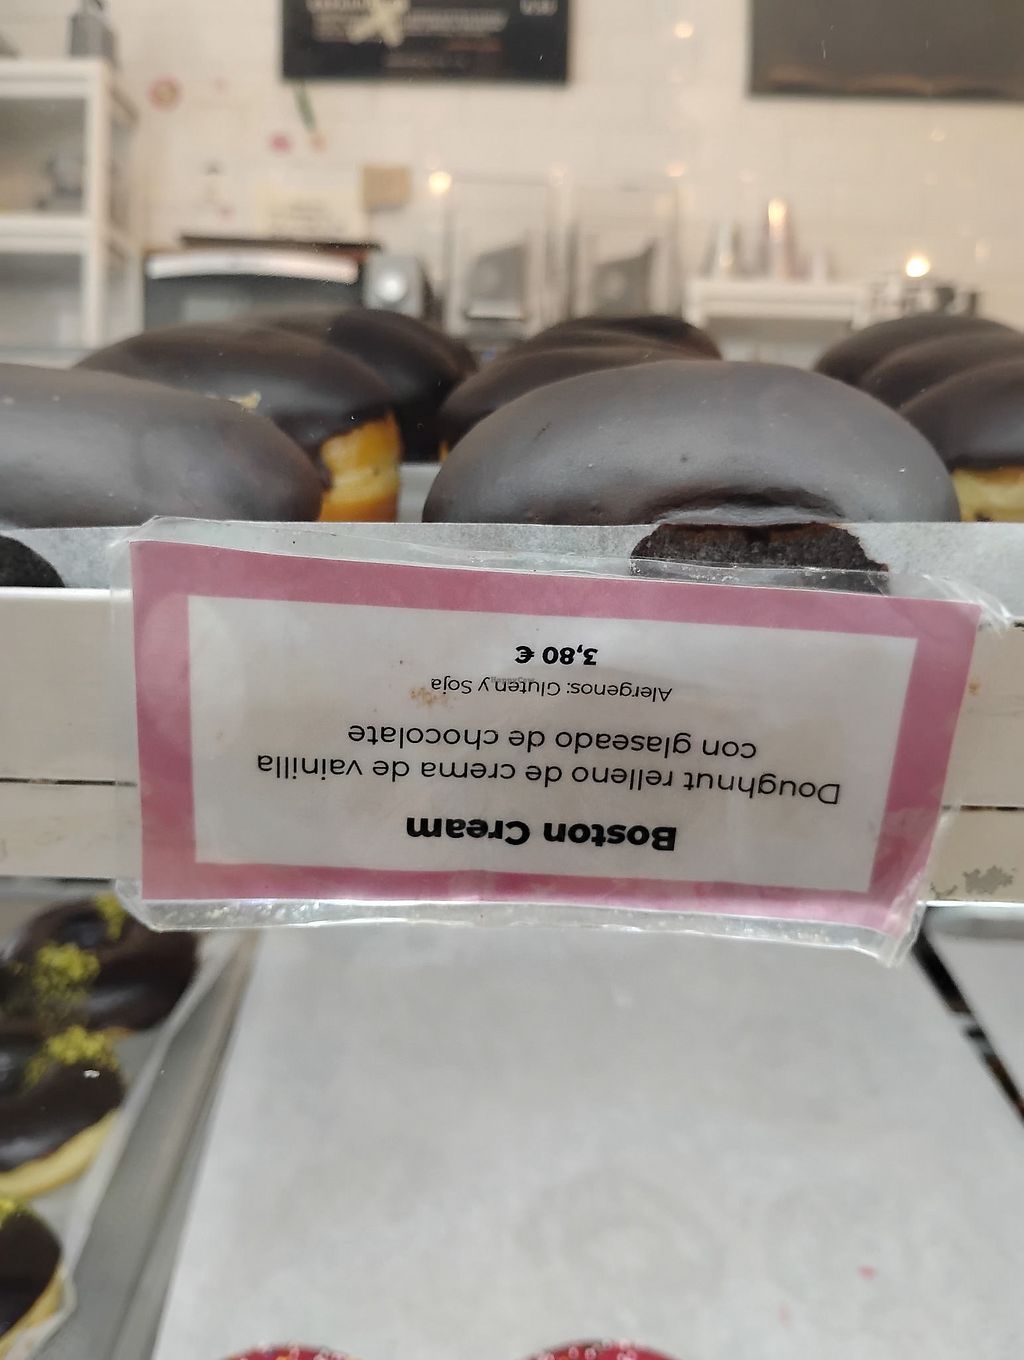 Boston Cream
Doughnut relleno de crema de vainilla
con glaseado de chocolate
Alergenos: Gluten y Soja
3,80 €